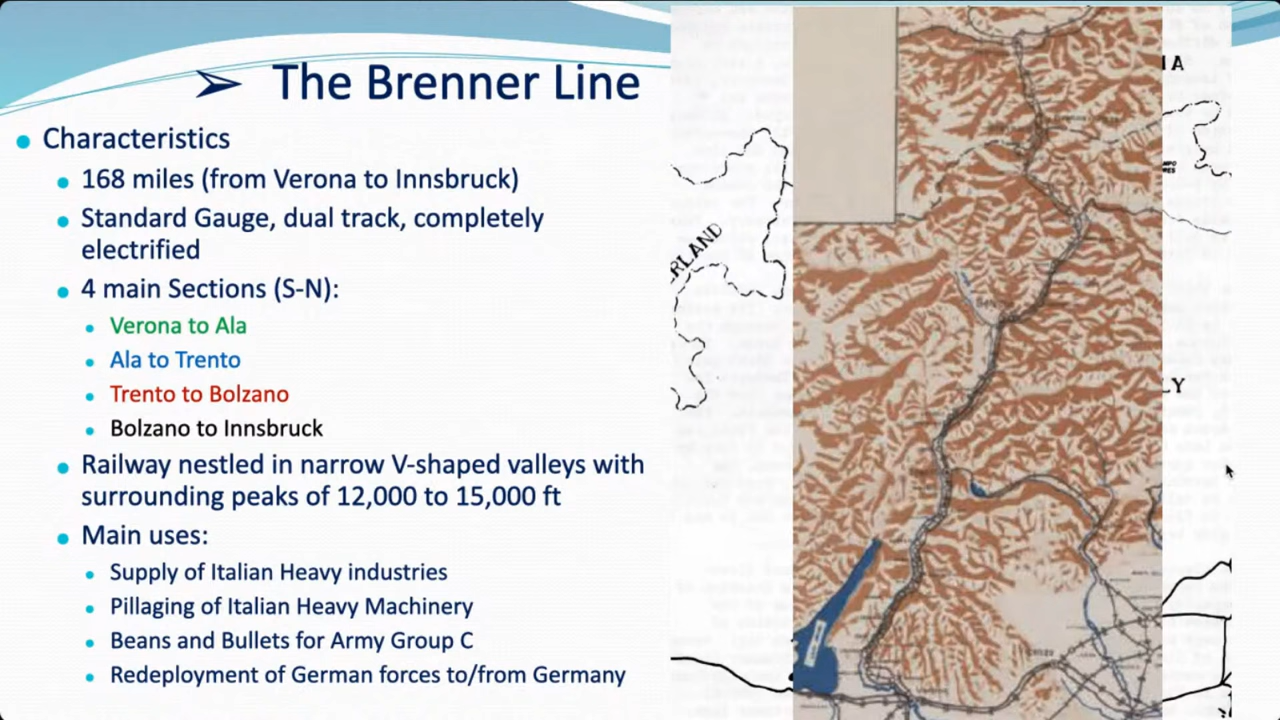 The Brenner Line
Characteristics
168 miles (from Verona to Innsbruck)
Standard Gauge, dual track, completely
electrified
4 main Sections (S-N):
Verona to Ala
Ala to Trento
Trento to Bolzano
Bolzano to Innsbruck
Railway nestled in narrow V-shaped valleys with
surrounding peaks of 12,000 to 15,000 ft
Main uses:
Supply of Italian Heavy industries
Pillaging of Italian Heavy Machinery
Beans and Bullets for Army Group C
Redeployment of German forces to/from Germany
RLAND
IA
LY